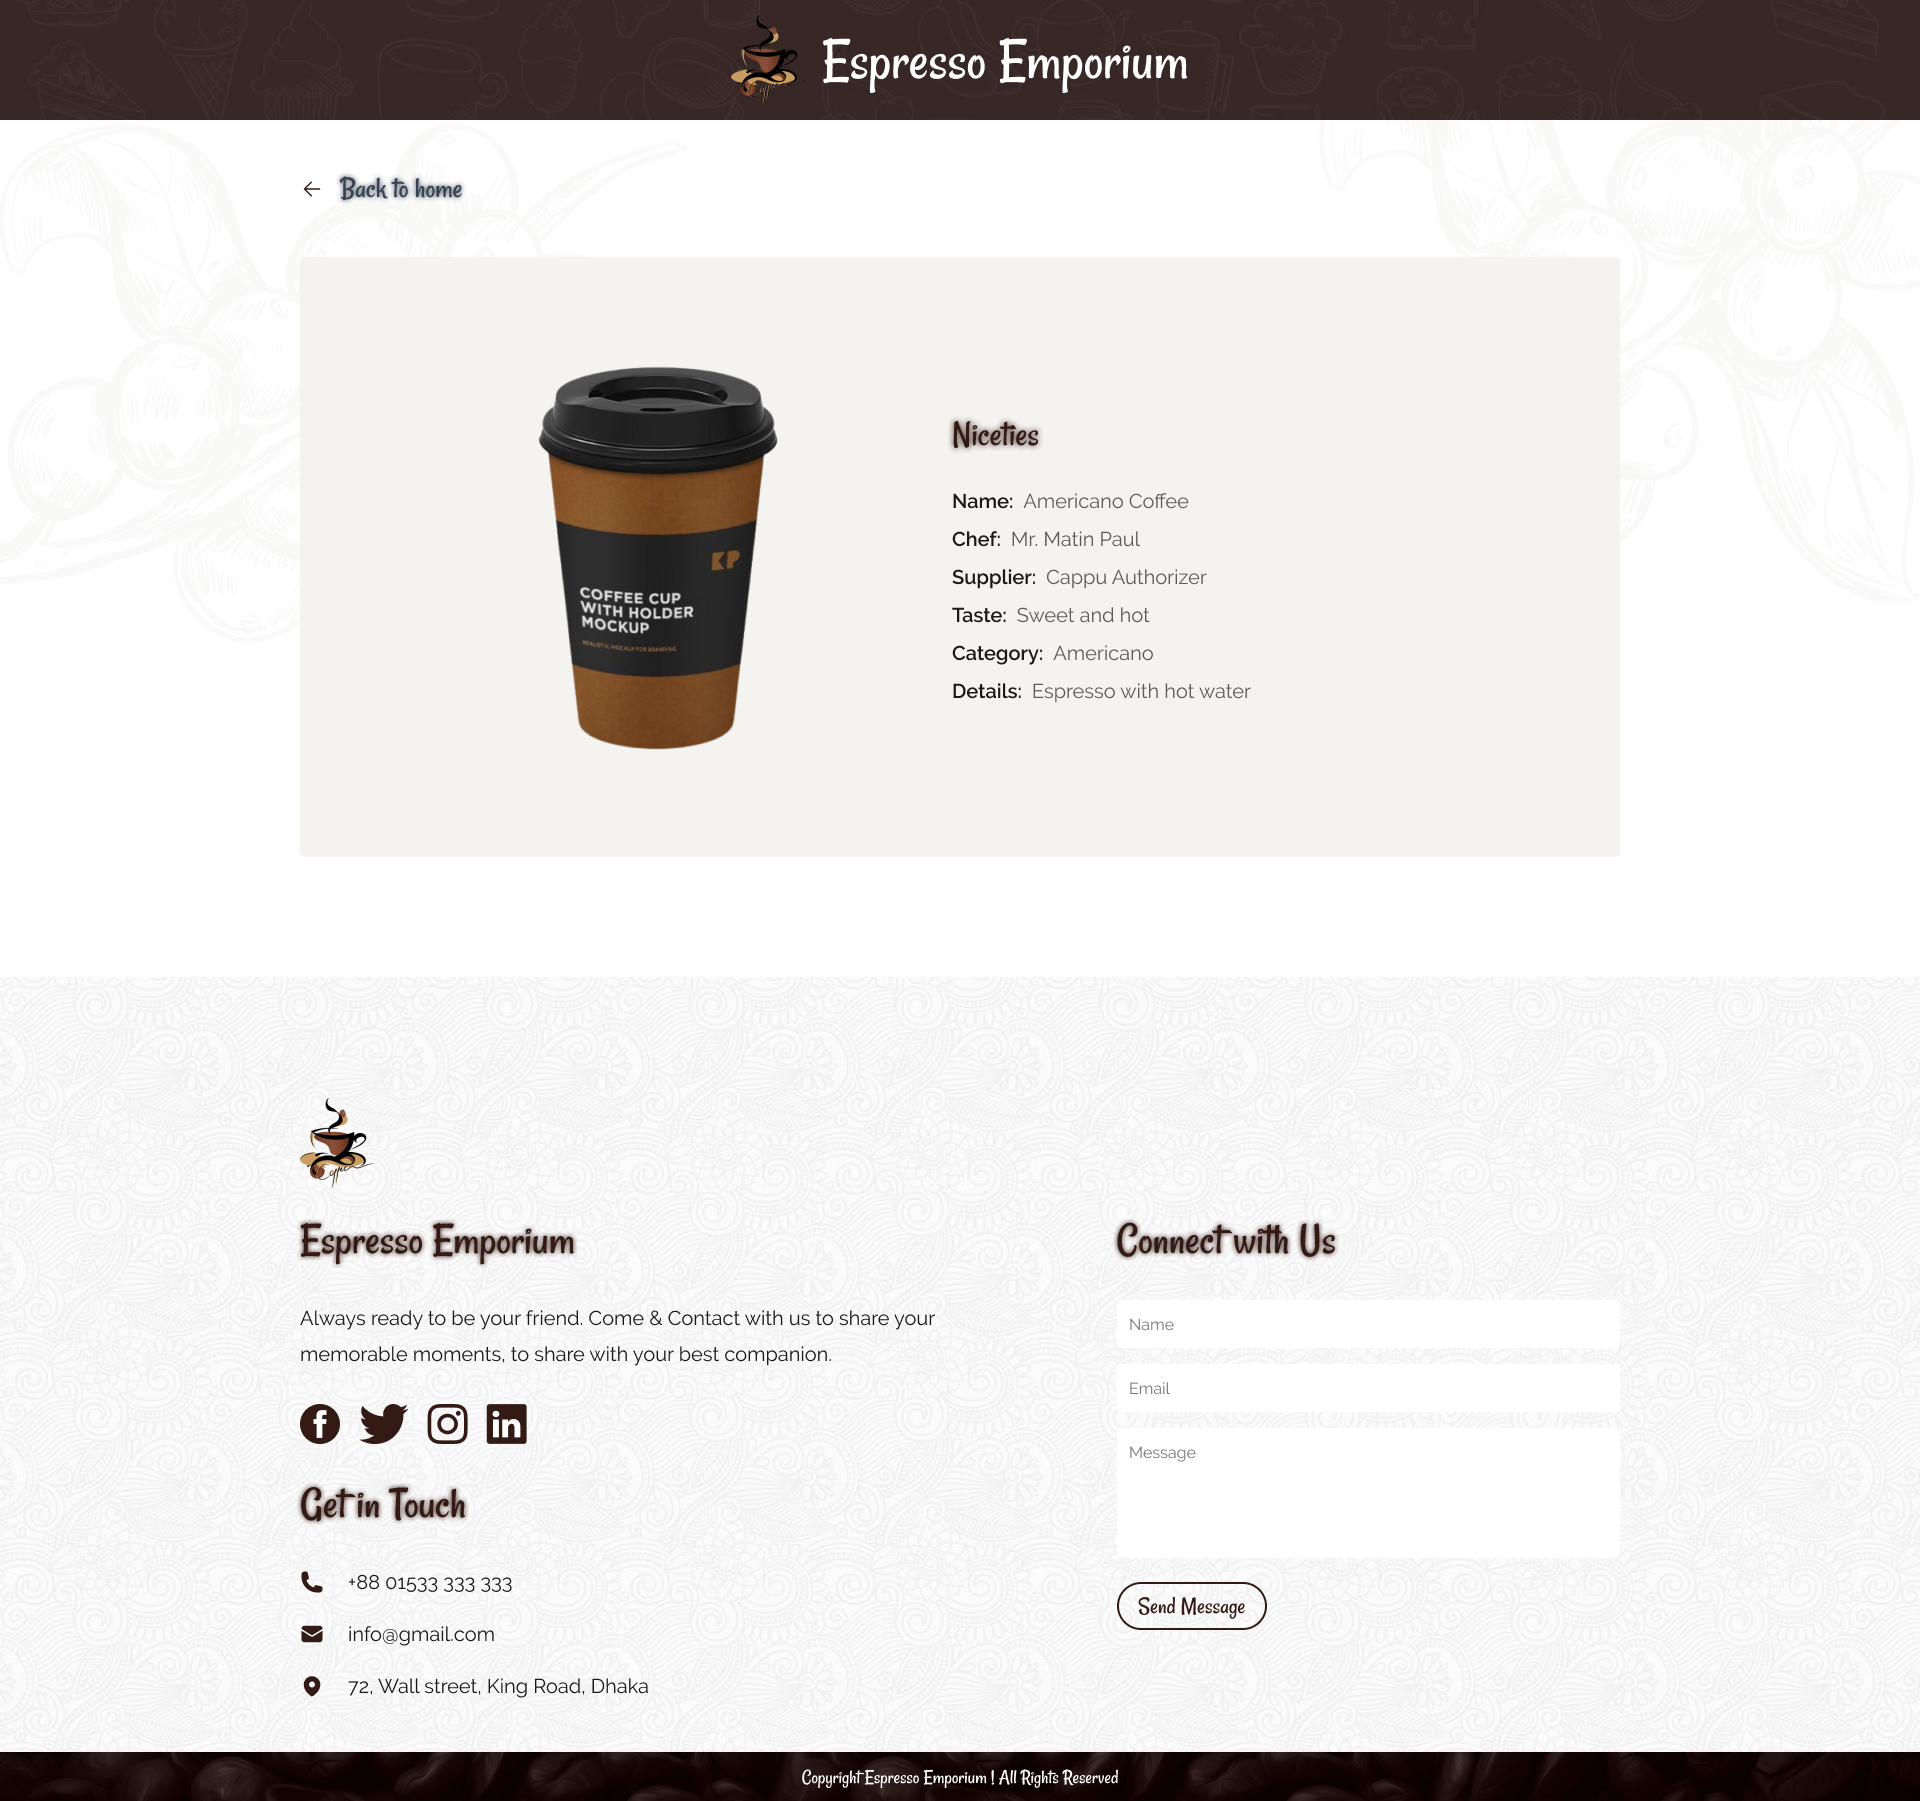 Espresso Emporium
Back to home
COFFEE CUP
WITH HOLDER
MOCKUP
REALISTIC MOCKUP FOR BRANDING
KP
Niceties
Name: Americano Coffee
Chef: Mr. Matin Paul
Supplier: Cappu Authorizer
Taste: Sweet and hot
Category: Americano
Details: Espresso with hot water
Espresso Emporium
Always ready to be your friend. Come & Contact with us to share your
memorable moments, to share with your best companion.
Get in Touch
+88 01533 333 333
info@gmail.com
72, Wall street, King Road, Dhaka
Connect with Us
Name
Email
Message
Send Message
Copyright Espresso Emporium ! All Rights Reserved